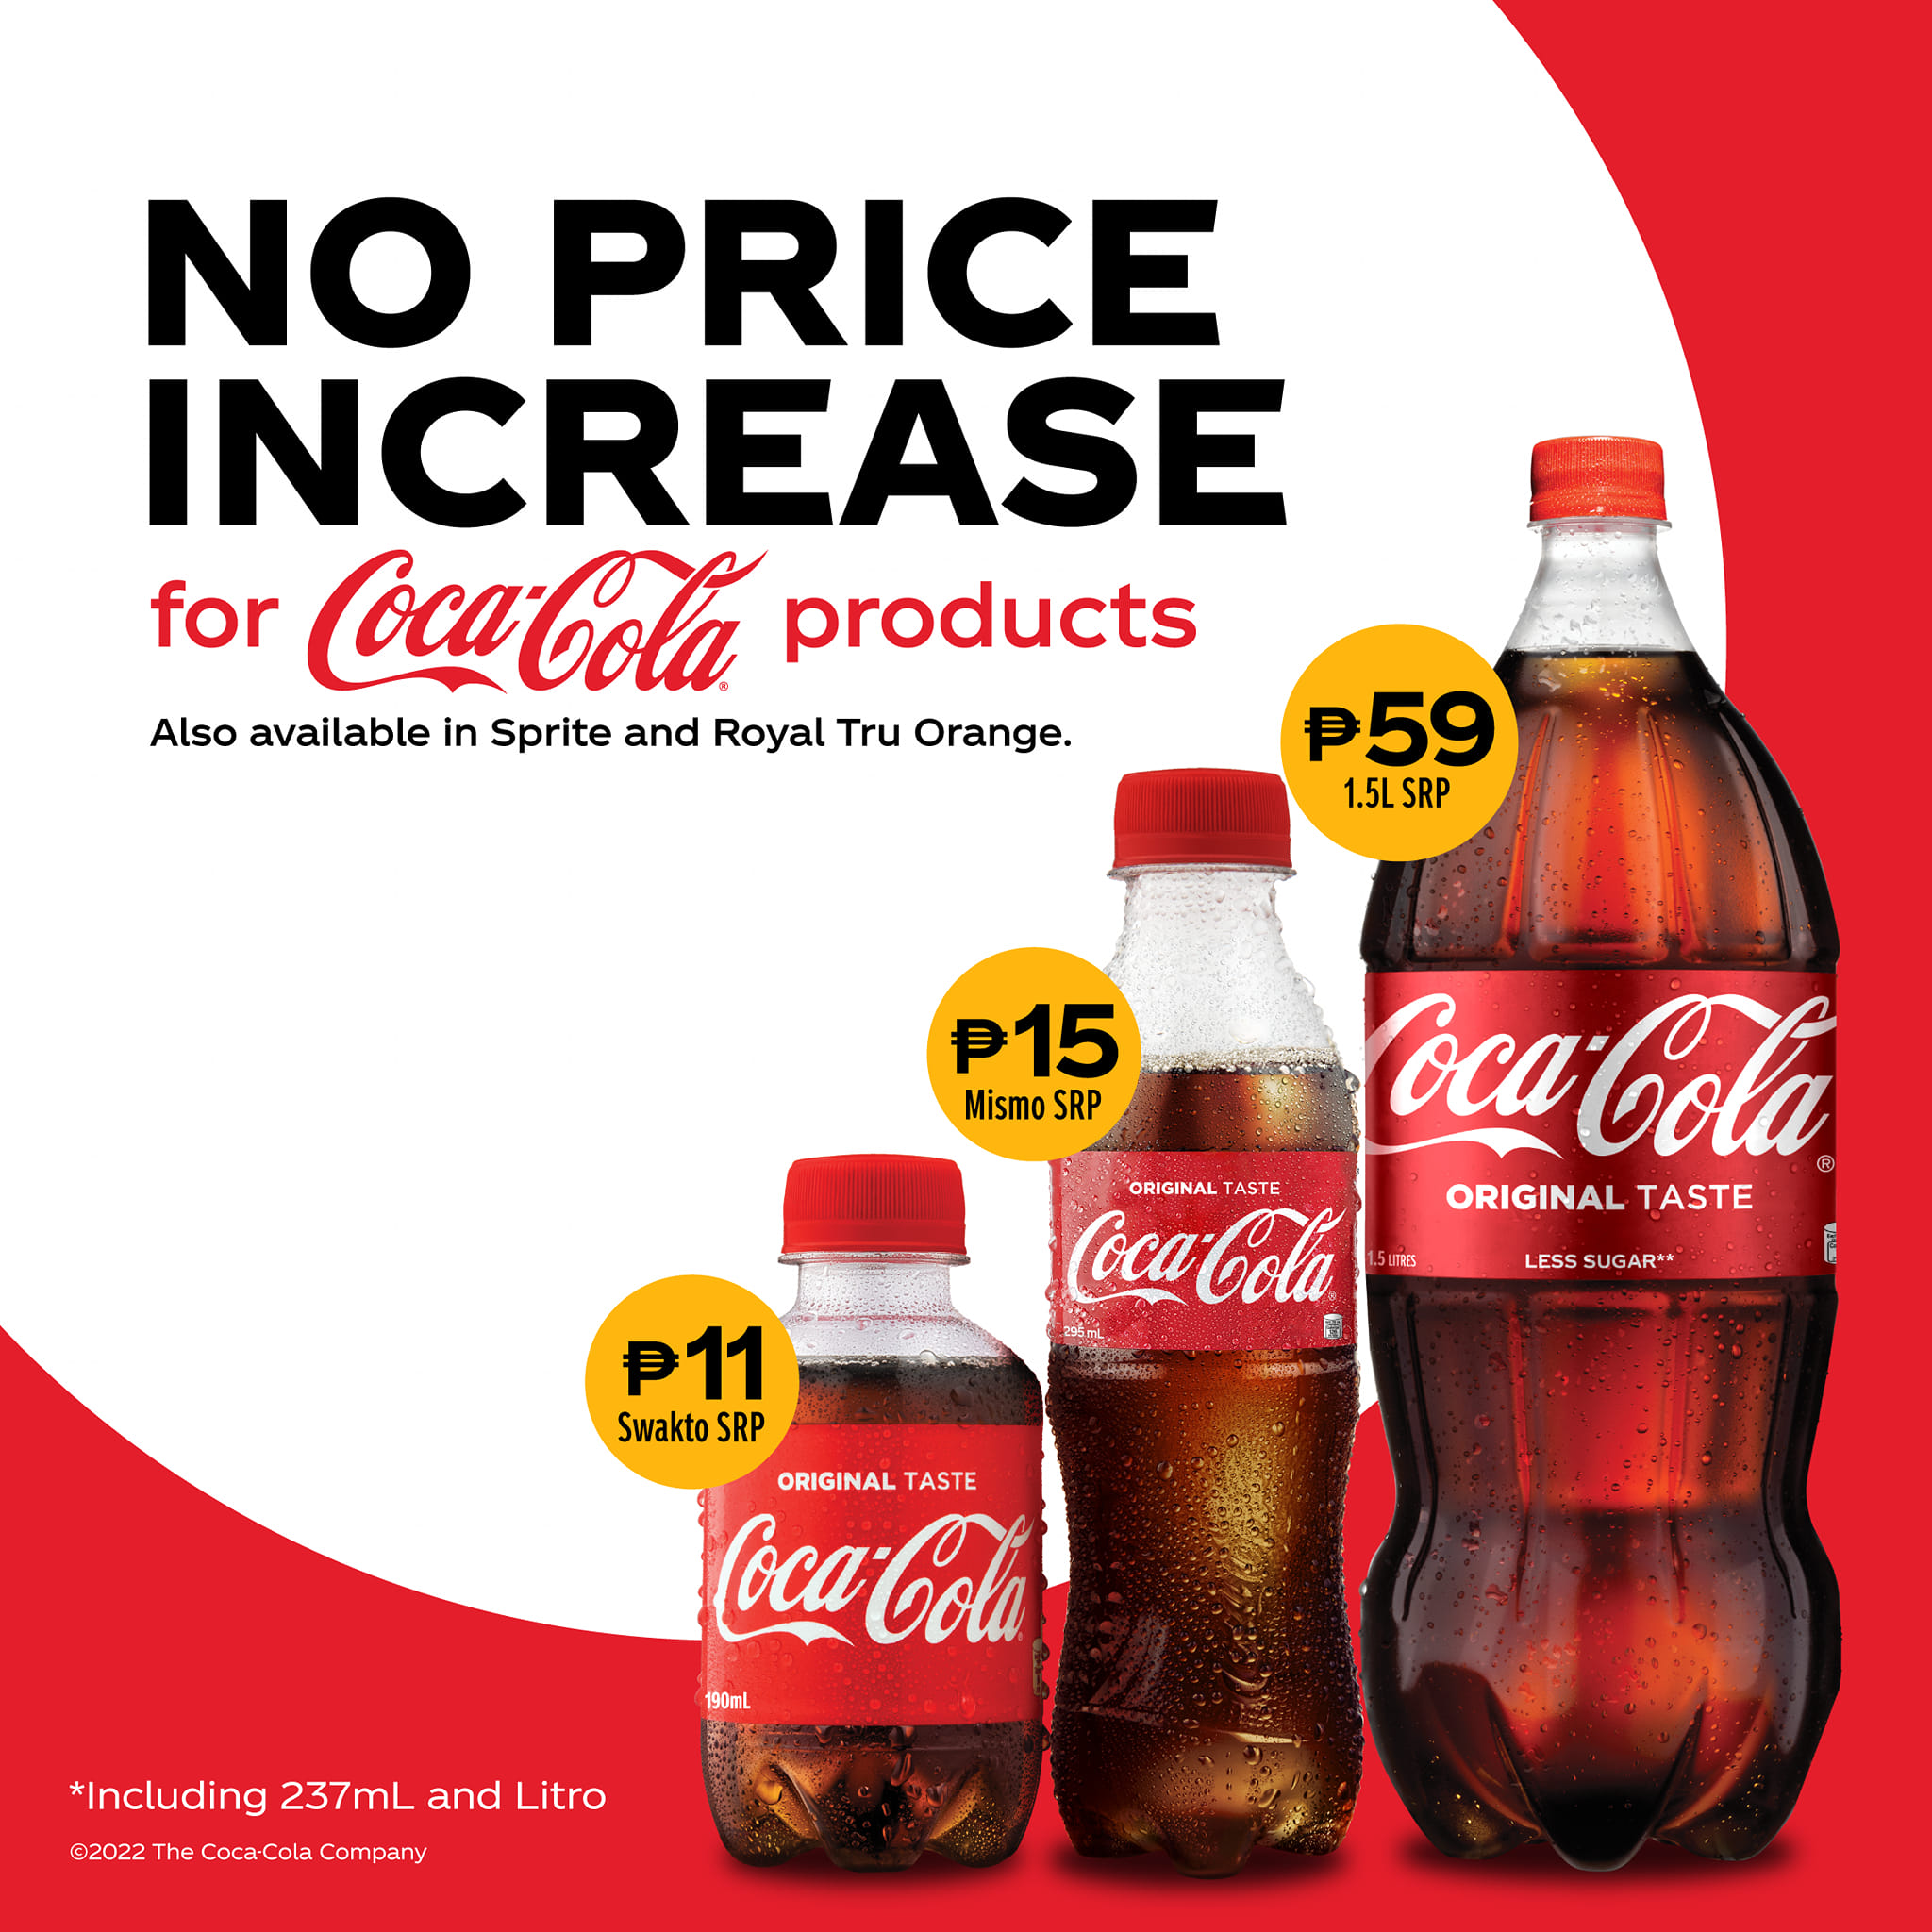 NO PRICE
INCREASE
for Coca-Cola® products
Also available in Sprite and Royal Tru Orange.
₱59
1.5L SRP
₱15
Mismo SRP
₱11
Swakto SRP
Coca-Cola®
ORIGINAL TASTE
1.5 LITRES
LESS SUGAR**
ORIGINAL TASTE
Coca-Cola®
295 mL
ORIGINAL TASTE
Coca-Cola
190mL
*Including 237mL and Litro
©2022 The Coca-Cola Company